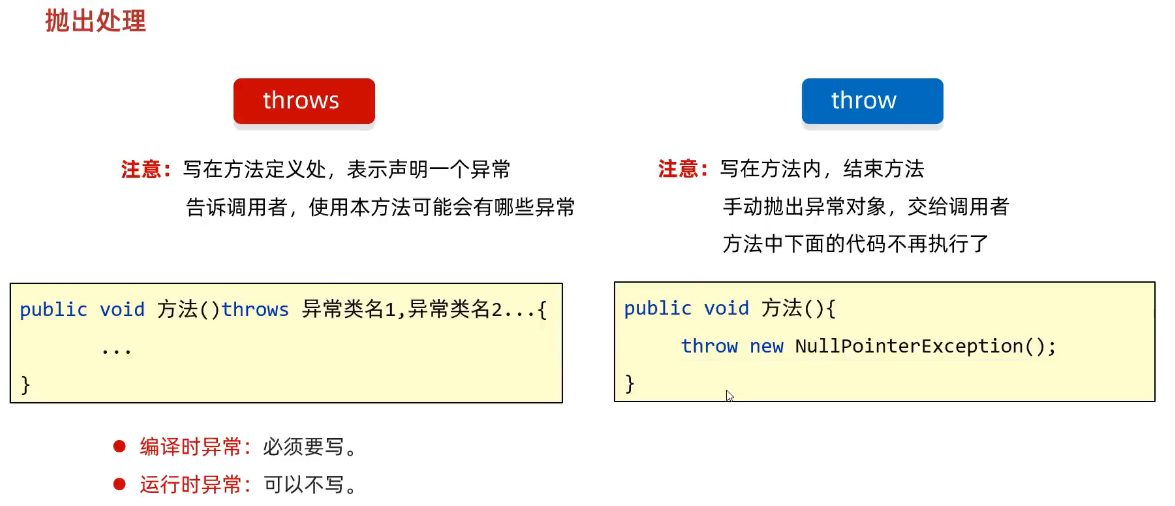 抛出处理
throws
注意：写在方法定义处，表示声明一个异常
告诉调用者，使用本方法可能会有哪些异常
public void 方法()throws 异常类名1,异常类名2...{
...
}
编译时异常：必须要写。
运行时异常：可以不写。
throw
注意：写在方法内，结束方法
手动抛出异常对象，交给调用者
方法中下面的代码不再执行了
public void 方法(){
throw new NullPointerException();
}